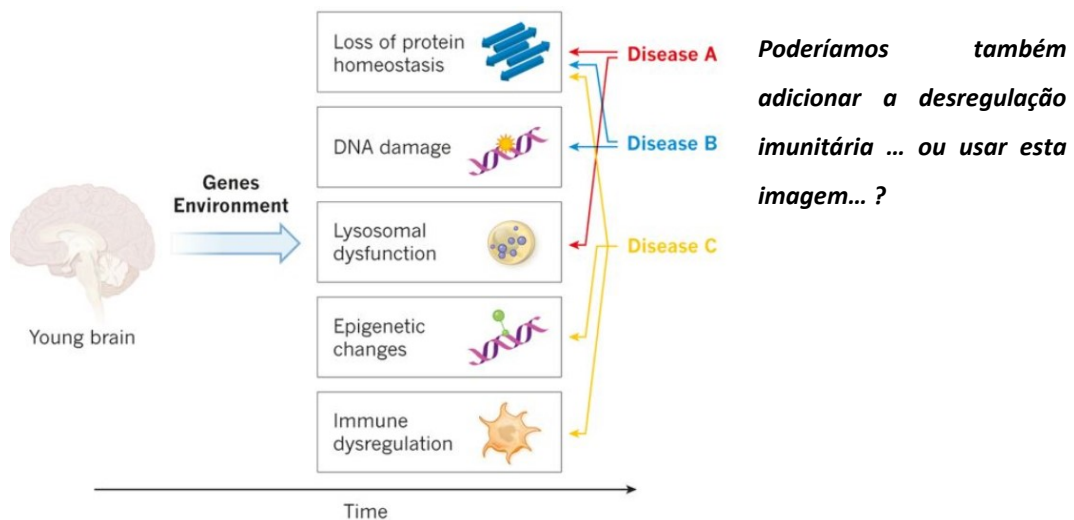 Loss of protein
homeostasis
DNA damage
Lysosomal
dysfunction
Epigenetic
changes
Immune
dysregulation
Genes
Environment
Young brain
Disease A
Disease B
Disease C
Time
Poderíamos também
adicionar a desregulação
imunitária ... ou usar esta
imagem... ?